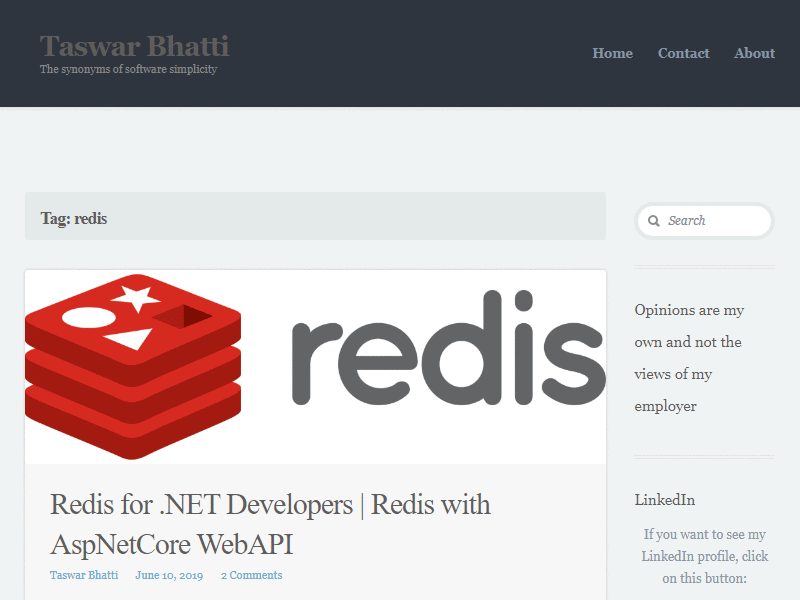 Taswar Bhatti
The synonyms of software simplicity
Home Contact About
Tag: redis
Search
redis
Redis for .NET Developers | Redis with
AspNetCore WebAPI
Taswar Bhatti June 10, 2019 2 Comments
Opinions are my
own and not the
views of my
employer
LinkedIn
If you want to see my
LinkedIn profile, click
on this button: